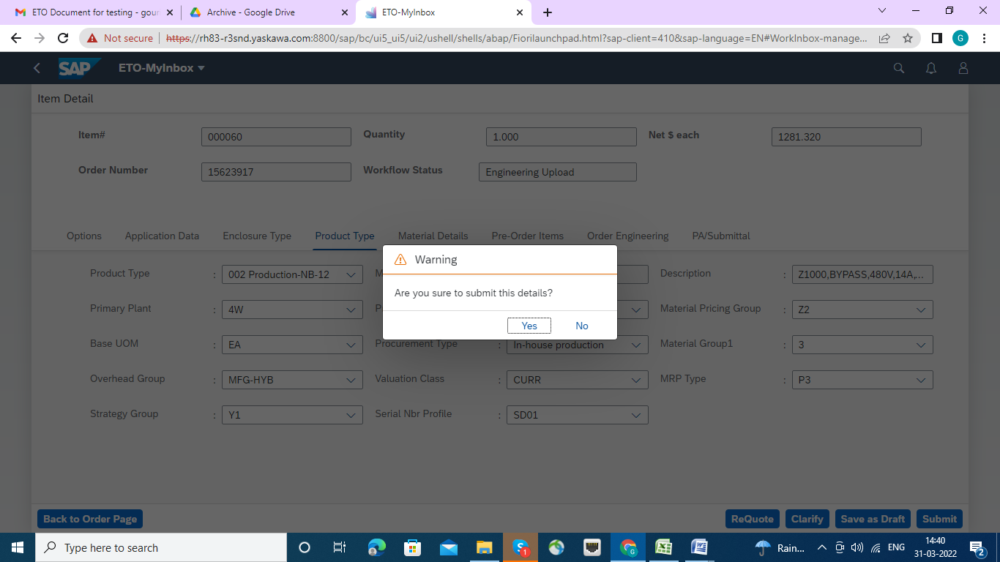 ETO Document for testing - gour
Archive - Google Drive
ETO-MyInbox
Not secure
https://rh83-r3snd.yaskawa.com:8800/sap/bc/ui5_ui5/ui2/ushell/shells/abap/Fiorilaunchpad.html?sap-client=410&sap-language=EN#WorkInbox-manage...
G
SAP ETO-MyInbox
Item Detail
Item# 000060 Quantity 1.000 Net $ each 1281.320
Order Number 15623917 Workflow Status Engineering Upload
Options Application Data Enclosure Type Product Type Material Details Pre-Order Items Order Engineering PA/Submittal
Warning
Are you sure to submit this details?
Yes No
Product Type : 002 Production-NB-12 Description : Z1000,BYPASS,480V,14A,...
Primary Plant : 4W Material Pricing Group : Z2
Base UOM : EA Procurement Type : In-house production Material Group1 : 3
Overhead Group : MFG-HYB Valuation Class : CURR MRP Type : P3
Strategy Group : Y1 Serial Nbr Profile : SD01
Back to Order Page ReQuote Clarify Save as Draft Submit
Type here to search
1
G
Rain...
ENG
14:40
31-03-2022
2